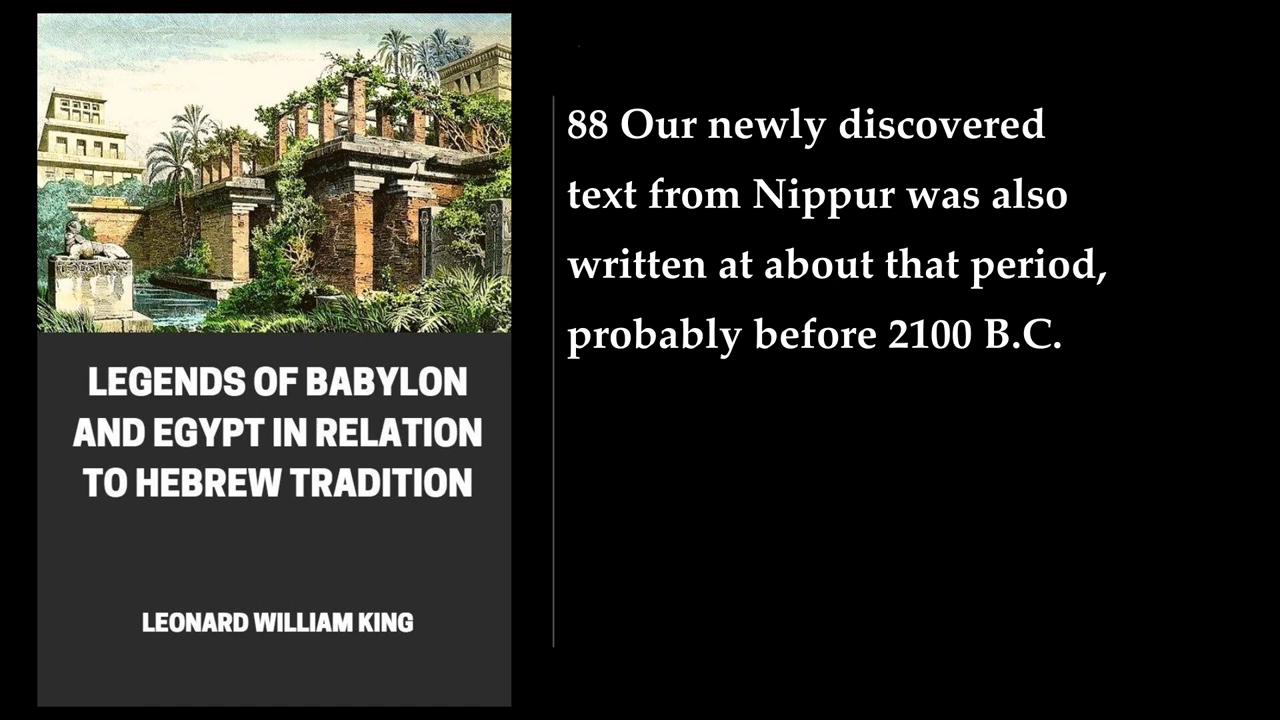 LEGENDS OF BABYLON
AND EGYPT IN RELATION
TO HEBREW TRADITION
LEONARD WILLIAM KING
88 Our newly discovered
text from Nippur was also
written at about that period,
probably before 2100 B.C.